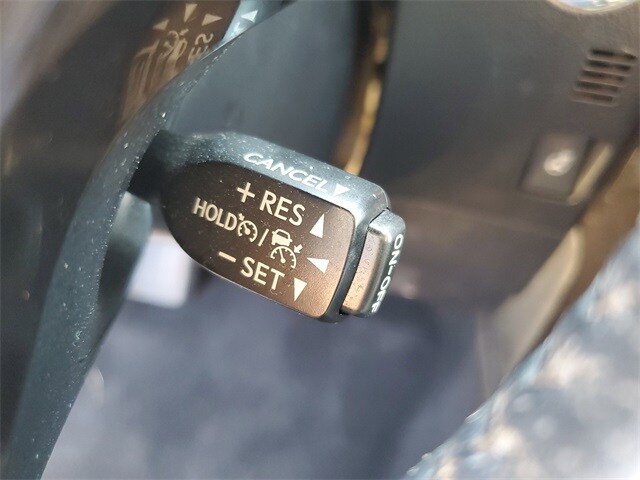 CANCEL
+ RES
HOLD /
- SET
ON-OFF